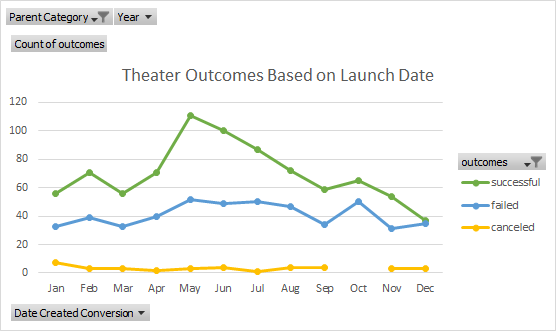 Parent Category Year
Count of outcomes
Theater Outcomes Based on Launch Date
120
100
80
60
40
20
0
Jan Feb Mar Apr May Jun Jul Aug Sep Oct Nov Dec
outcomes
successful
failed
canceled
Date Created Conversion